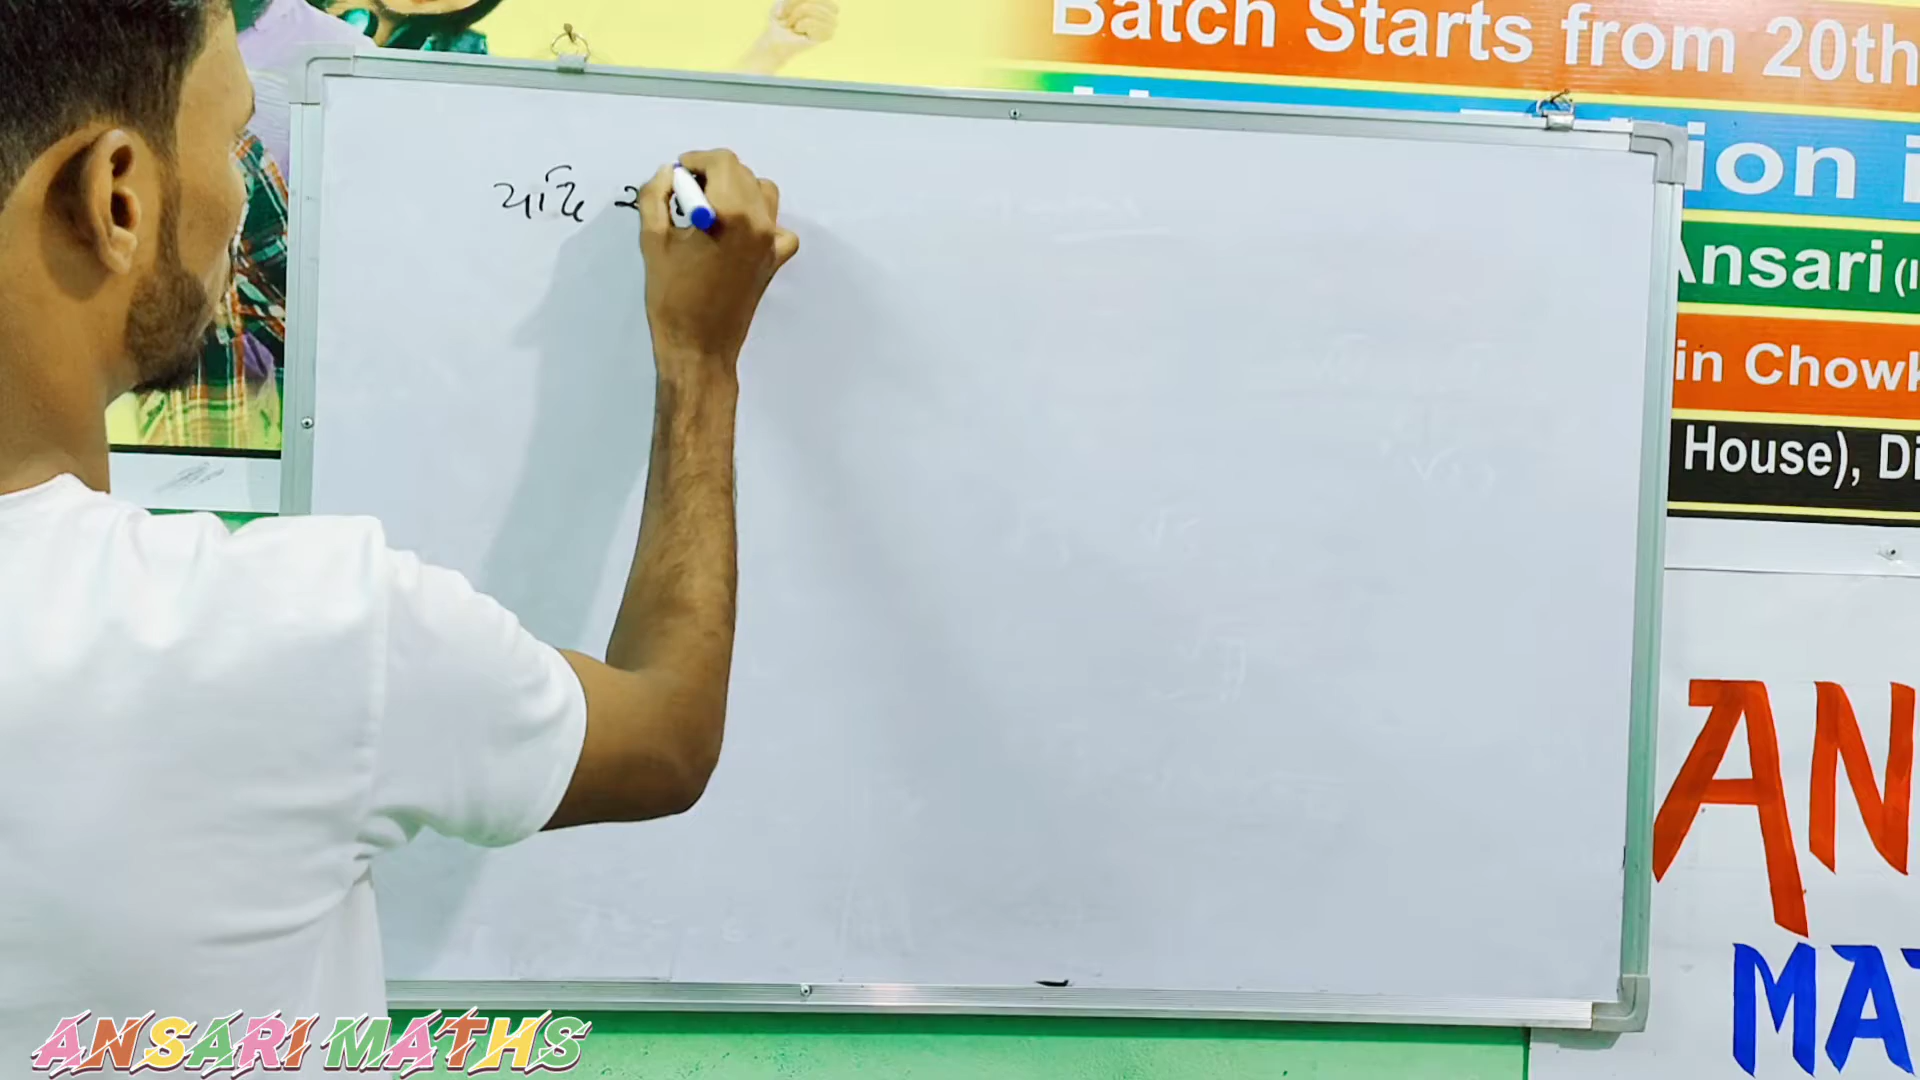 Batch Starts from 20th
ion i
Ansari (I
in Chowk
House), Di
यदि
AN
MA
ANSARI MATHS